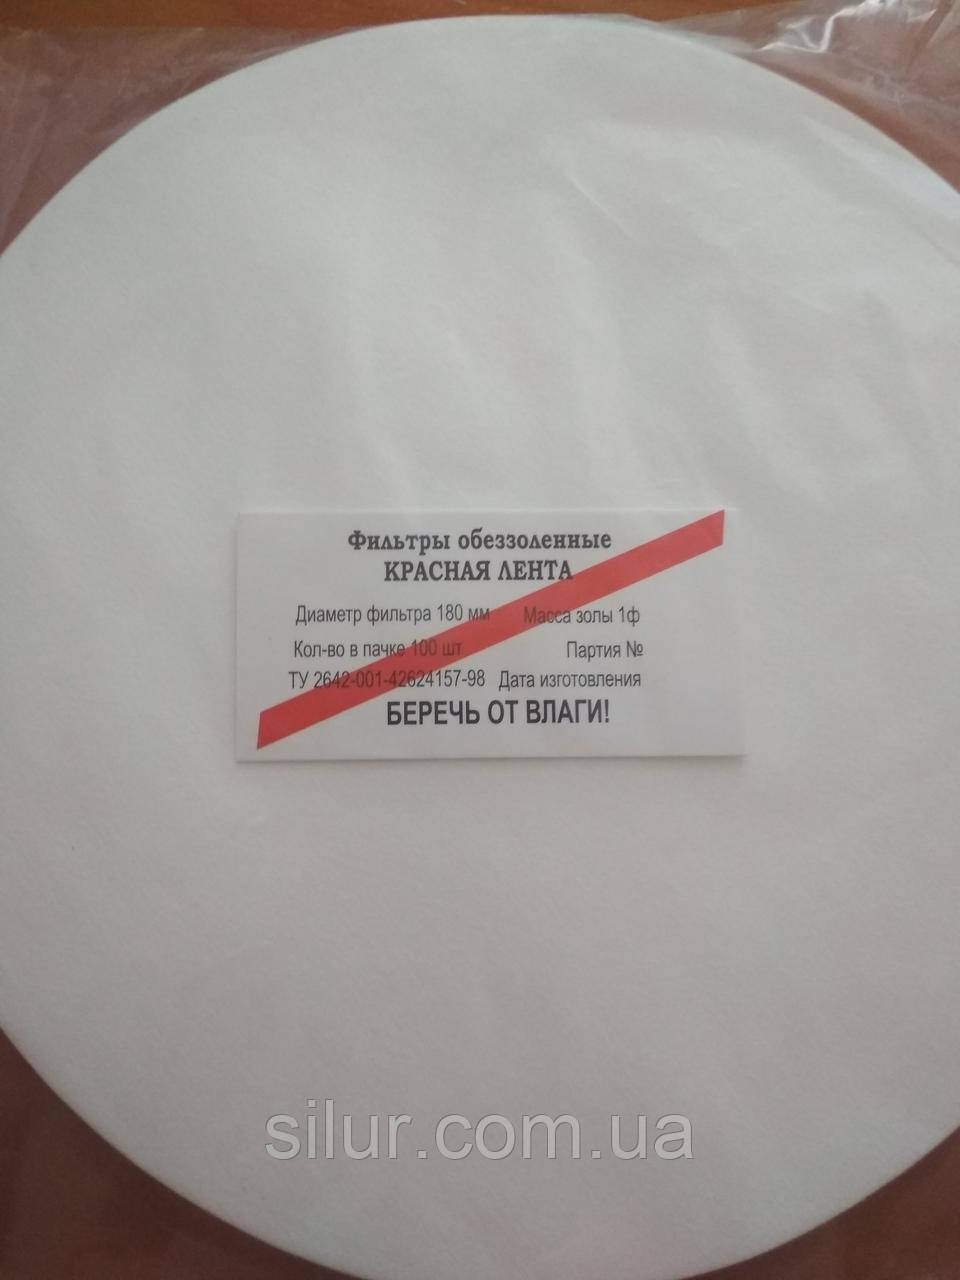 Фильтры обеззоленные
КРАСНАЯ ЛЕНТА
Диаметр фильтра 180 мм Масса золы 1ф
Кол-во в пачке 100 шт Партия №
ТУ 2642-001-42624157-98 Дата изготовления
БЕРЕЧЬ ОТ ВЛАГИ!
silur.com.ua